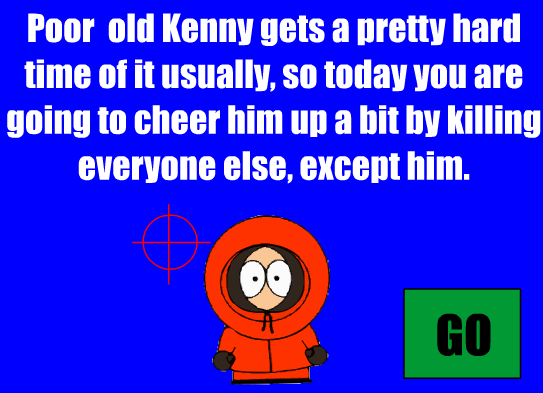 Poor  old Kenny gets a pretty hard
time of it usually, so today you are
going to cheer him up a bit by killing
everyone else, except him.
GO